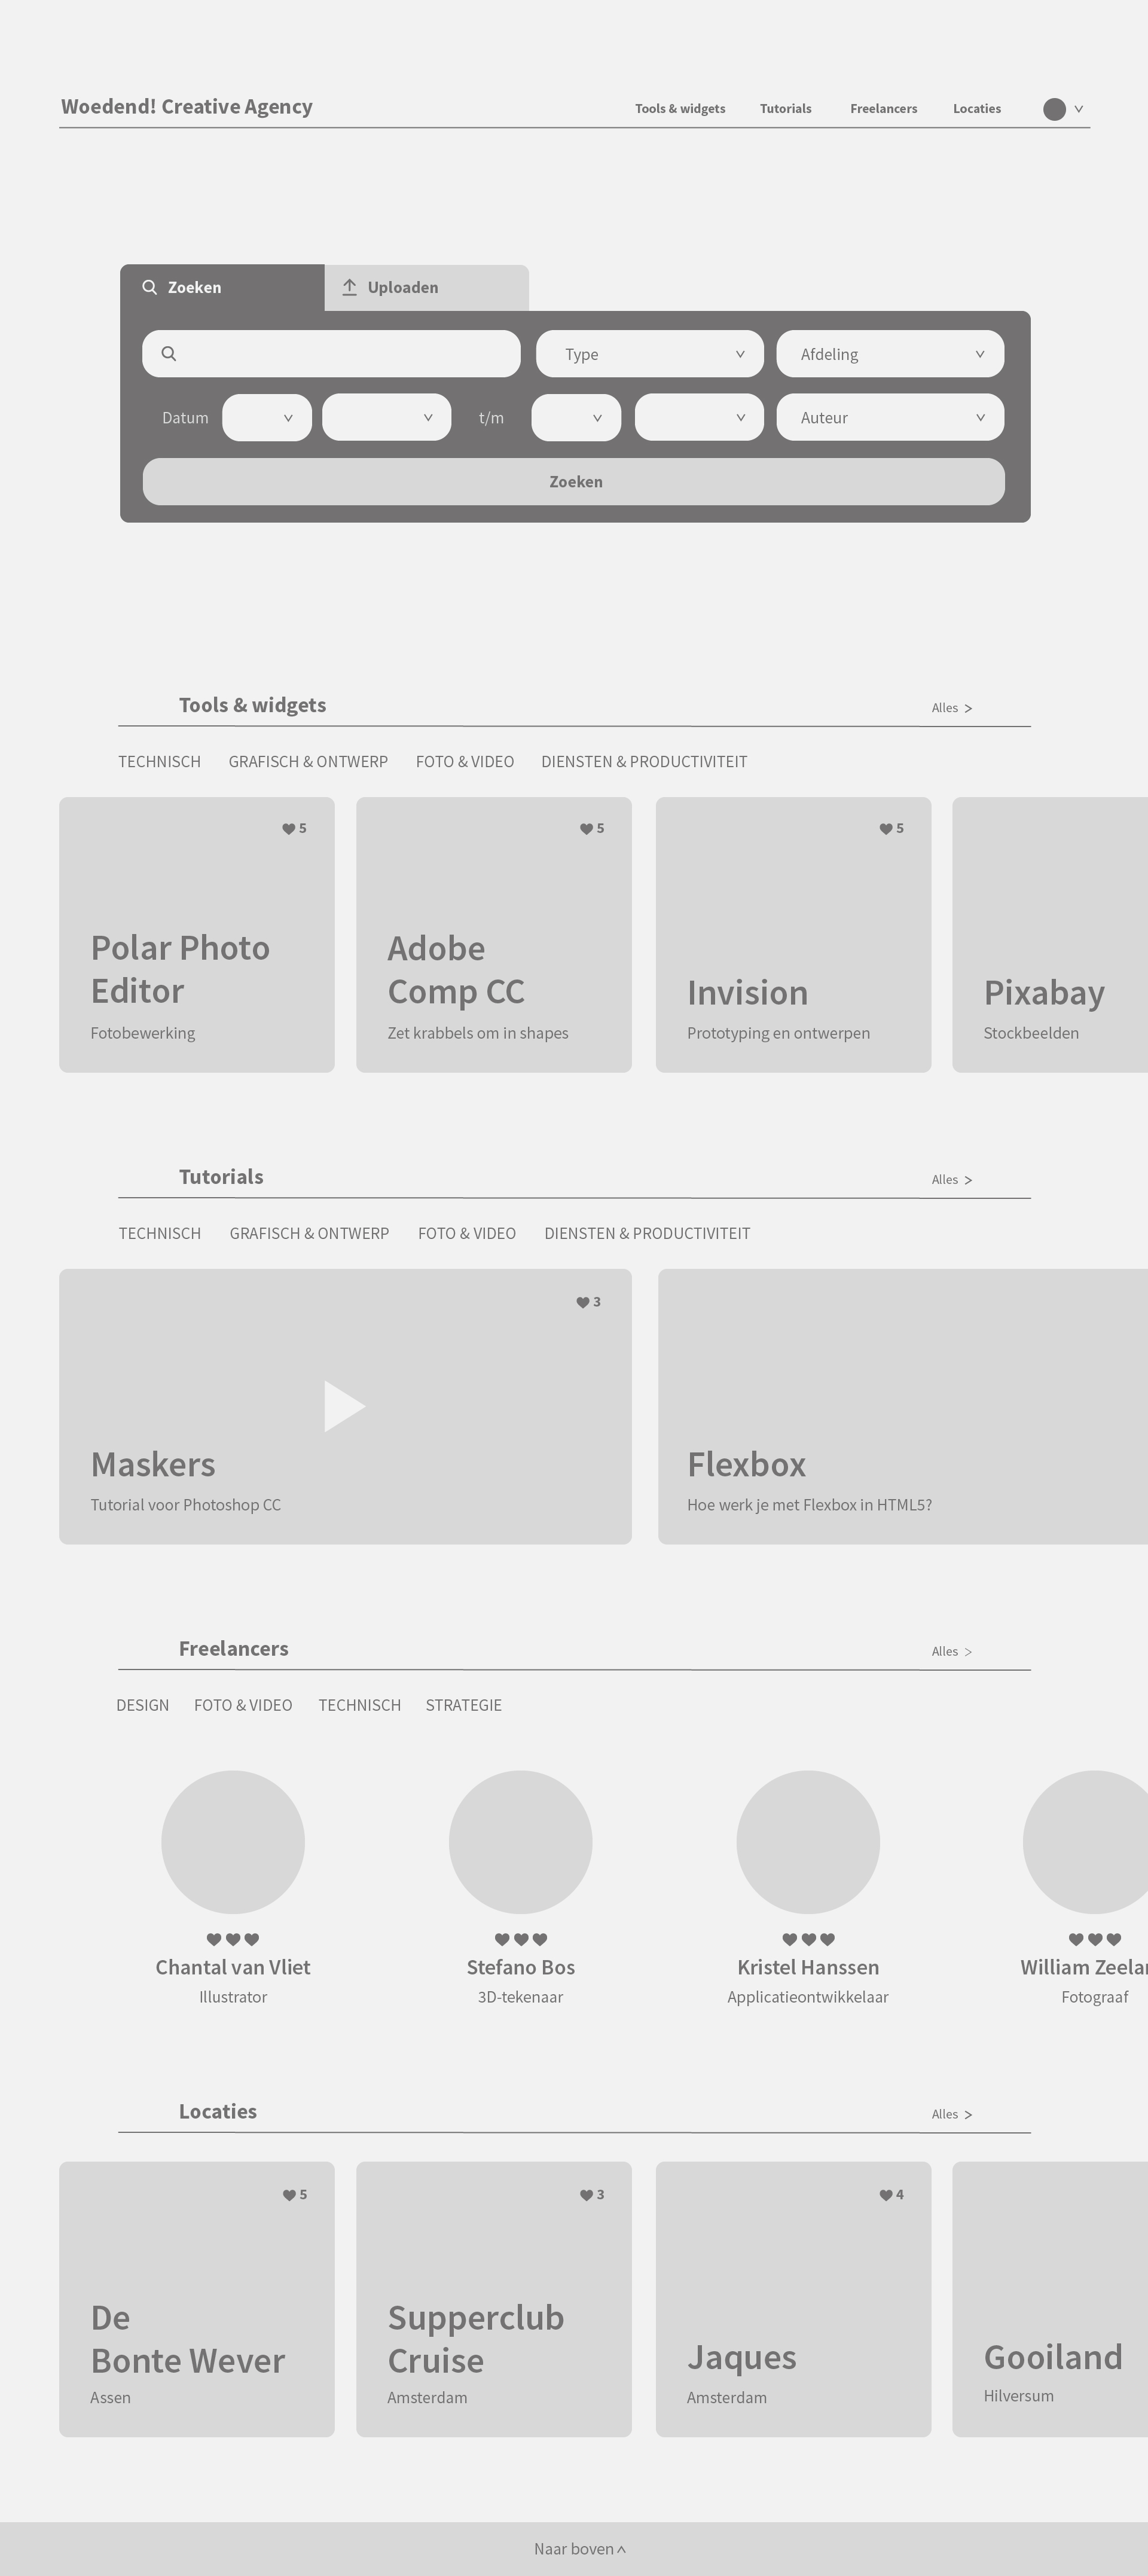 Woedend! Creative Agency
Tools & widgets Tutorials Freelancers Locaties
Zoeken Uploaden
Type Afdeling
Datum t/m Auteur
Zoeken
Tools & widgets Alles >
TECHNISCH GRAFISCH & ONTWERP FOTO & VIDEO DIENSTEN & PRODUCTIVITEIT
5 5 5
Polar Photo
Editor
Fotobewerking
Adobe
Comp CC
Zet krabbels om in shapes
Invision
Prototyping en ontwerpen
Pixabay
Stockbeelden
Tutorials Alles >
TECHNISCH GRAFISCH & ONTWERP FOTO & VIDEO DIENSTEN & PRODUCTIVITEIT
3
Maskers
Tutorial voor Photoshop CC
Flexbox
Hoe werk je met Flexbox in HTML5?
Freelancers Alles >
DESIGN FOTO & VIDEO TECHNISCH STRATEGIE
Chantal van Vliet
Illustrator
Stefano Bos
3D-tekenaar
Kristel Hanssen
Applicatieontwikkelaar
William
Fotograaf
Locaties Alles >
5 3 4
De
Bonte Wever
Assen
Supperclub
Cruise
Amsterdam
Jaques
Amsterdam
Gooiland
Hilversum
Naar boven